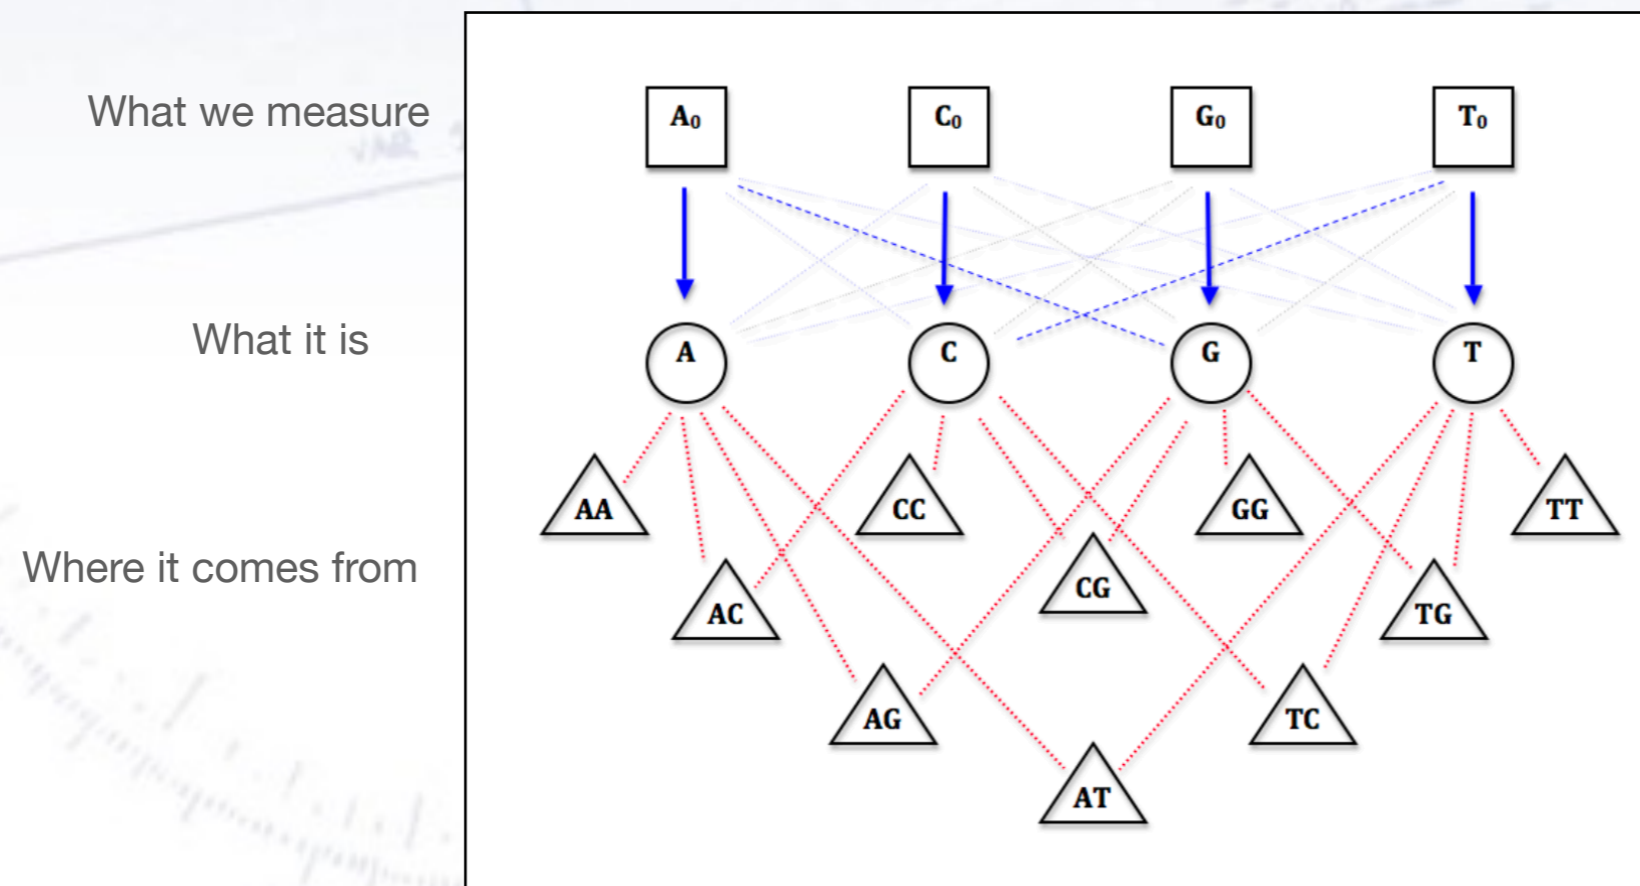 What we measure
A₀ C₀ G₀ T₀
What it is
A C G T
Where it comes from
AA CC GG TT
CG
AC TG
AG TC
AT